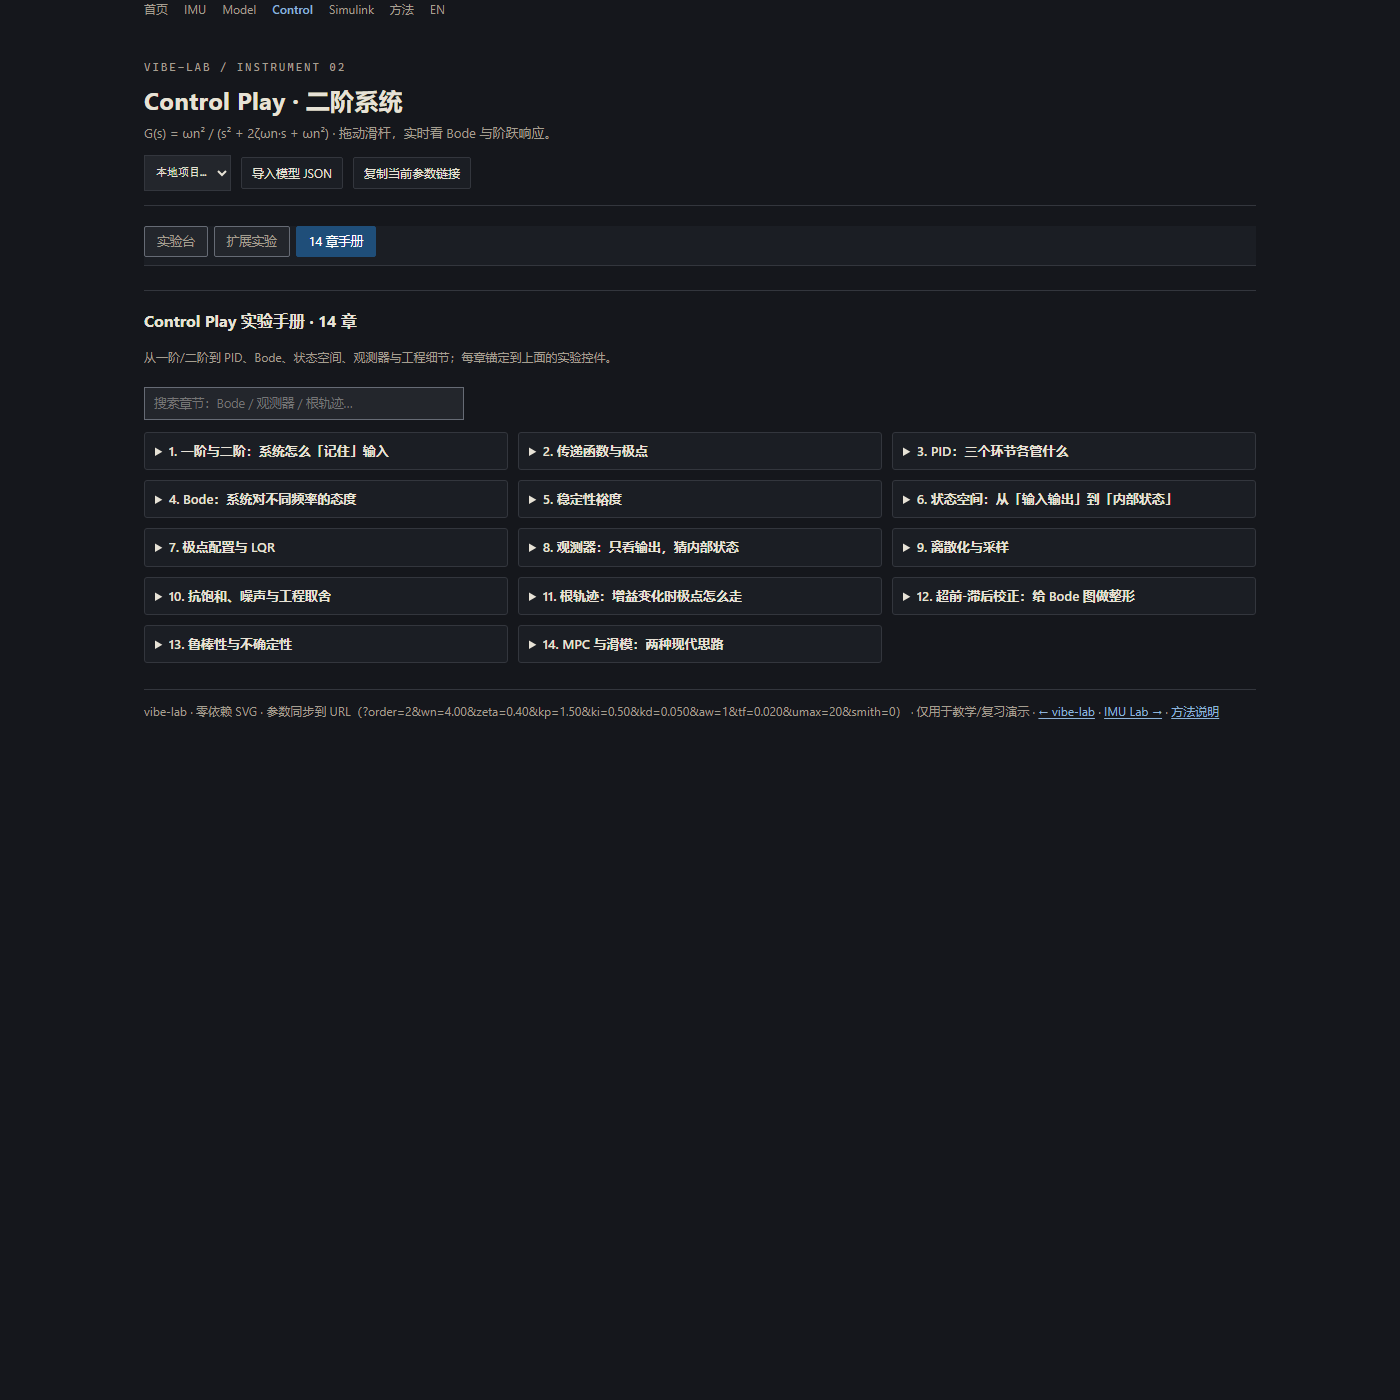 首页 IMU Model Control Simulink 方法 EN
VIBE-LAB / INSTRUMENT 02
Control Play · 二阶系统
G(s) = ωn² / (s² + 2ζωn·s + ωn²) · 拖动滑杆，实时看 Bode 与阶跃响应。
本地项目… 导入模型 JSON 复制当前参数链接
实验台 扩展实验 14 章手册
Control Play 实验手册 · 14 章
从一阶/二阶到 PID、Bode、状态空间、观测器与工程细节；每章锚定到上面的实验控件。
搜索章节：Bode / 观测器 / 根轨迹…
▶ 1. 一阶与二阶：系统怎么「记住」输入
▶ 2. 传递函数与极点
▶ 3. PID：三个环节各管什么
▶ 4. Bode：系统对不同频率的态度
▶ 5. 稳定性裕度
▶ 6. 状态空间：从「输入输出」到「内部状态」
▶ 7. 极点配置与 LQR
▶ 8. 观测器：只看输出，猜内部状态
▶ 9. 离散化与采样
▶ 10. 抗饱和、噪声与工程取舍
▶ 11. 根轨迹：增益变化时极点怎么走
▶ 12. 超前-滞后校正：给 Bode 图做整形
▶ 13. 鲁棒性与不确定性
▶ 14. MPC 与滑模：两种现代思路
vibe-lab · 零依赖 SVG · 参数同步到 URL（?order=2&wn=4.00&zeta=0.40&kp=1.50&ki=0.50&kd=0.050&aw=1&tf=0.020&umax=20&smith=0） · 仅用于教学/复习演示 · ← vibe-lab · IMU Lab → · 方法说明